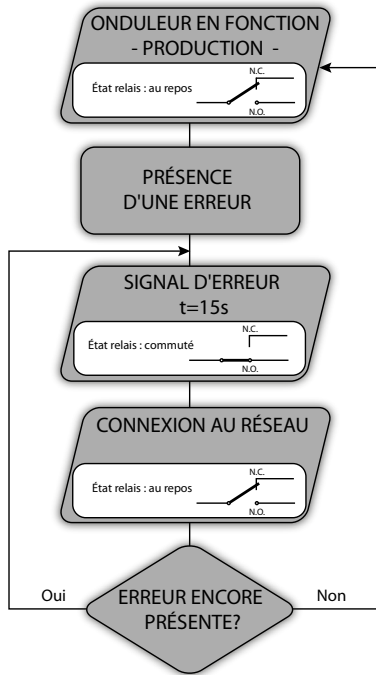 ONDULEUR EN FONCTION
- PRODUCTION -
N.C.
État relais : au repos
N.O.
PRÉSENCE
D'UNE ERREUR
SIGNAL D'ERREUR
t=15s
N.C.
État relais : commuté
N.O.
CONNEXION AU RÉSEAU
N.C.
État relais : au repos
N.O.
Oui
ERREUR ENCORE
PRÉSENTE?
Non